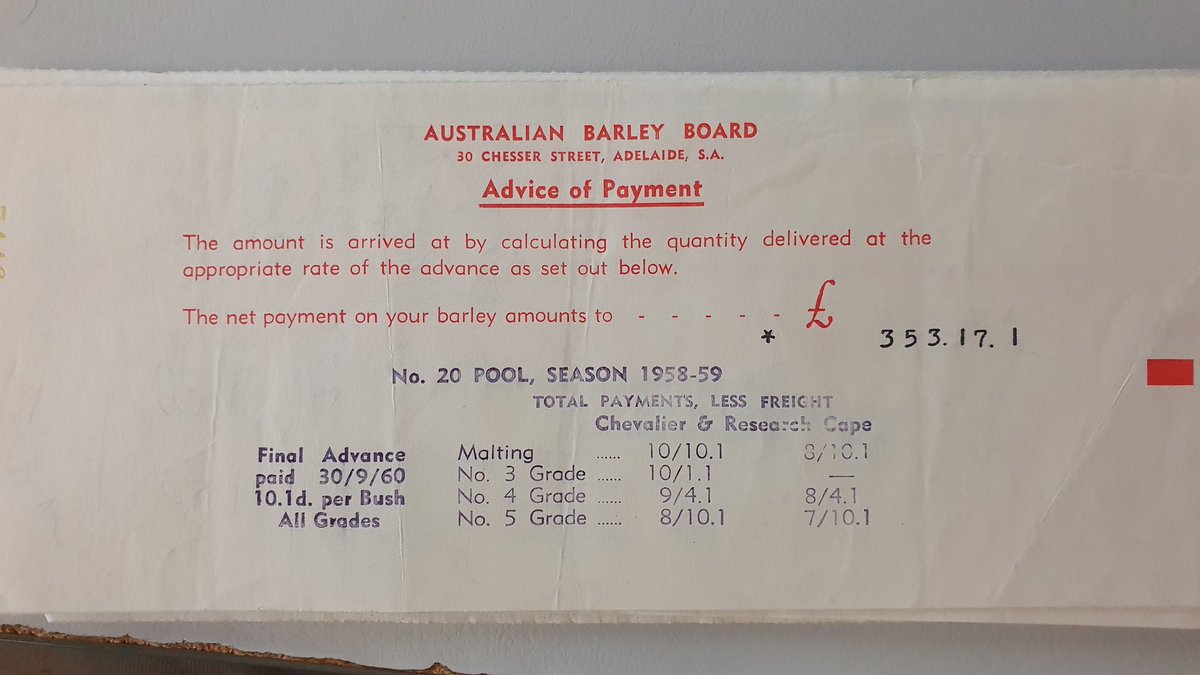 AUSTRALIAN BARLEY BOARD
30 CHESSER STREET, ADELAIDE, S.A.
Advice of Payment
The amount is arrived at by calculating the quantity delivered at the
appropriate rate of the advance as set out below.
The net payment on your barley amounts to - - - - - £
* 353.17. 1
No. 20 POOL, SEASON 1958-59
TOTAL PAYMENTS, LESS FREIGHT
Chevalier & Research Cape
Final Advance Malting ...... 10/10.1 8/10.1
paid 30/9/60 No. 3 Grade ...... 10/1.1 —
10.1d. per Bush No. 4 Grade ...... 9/4.1 8/4.1
All Grades No. 5 Grade ...... 8/10.1 7/10.1